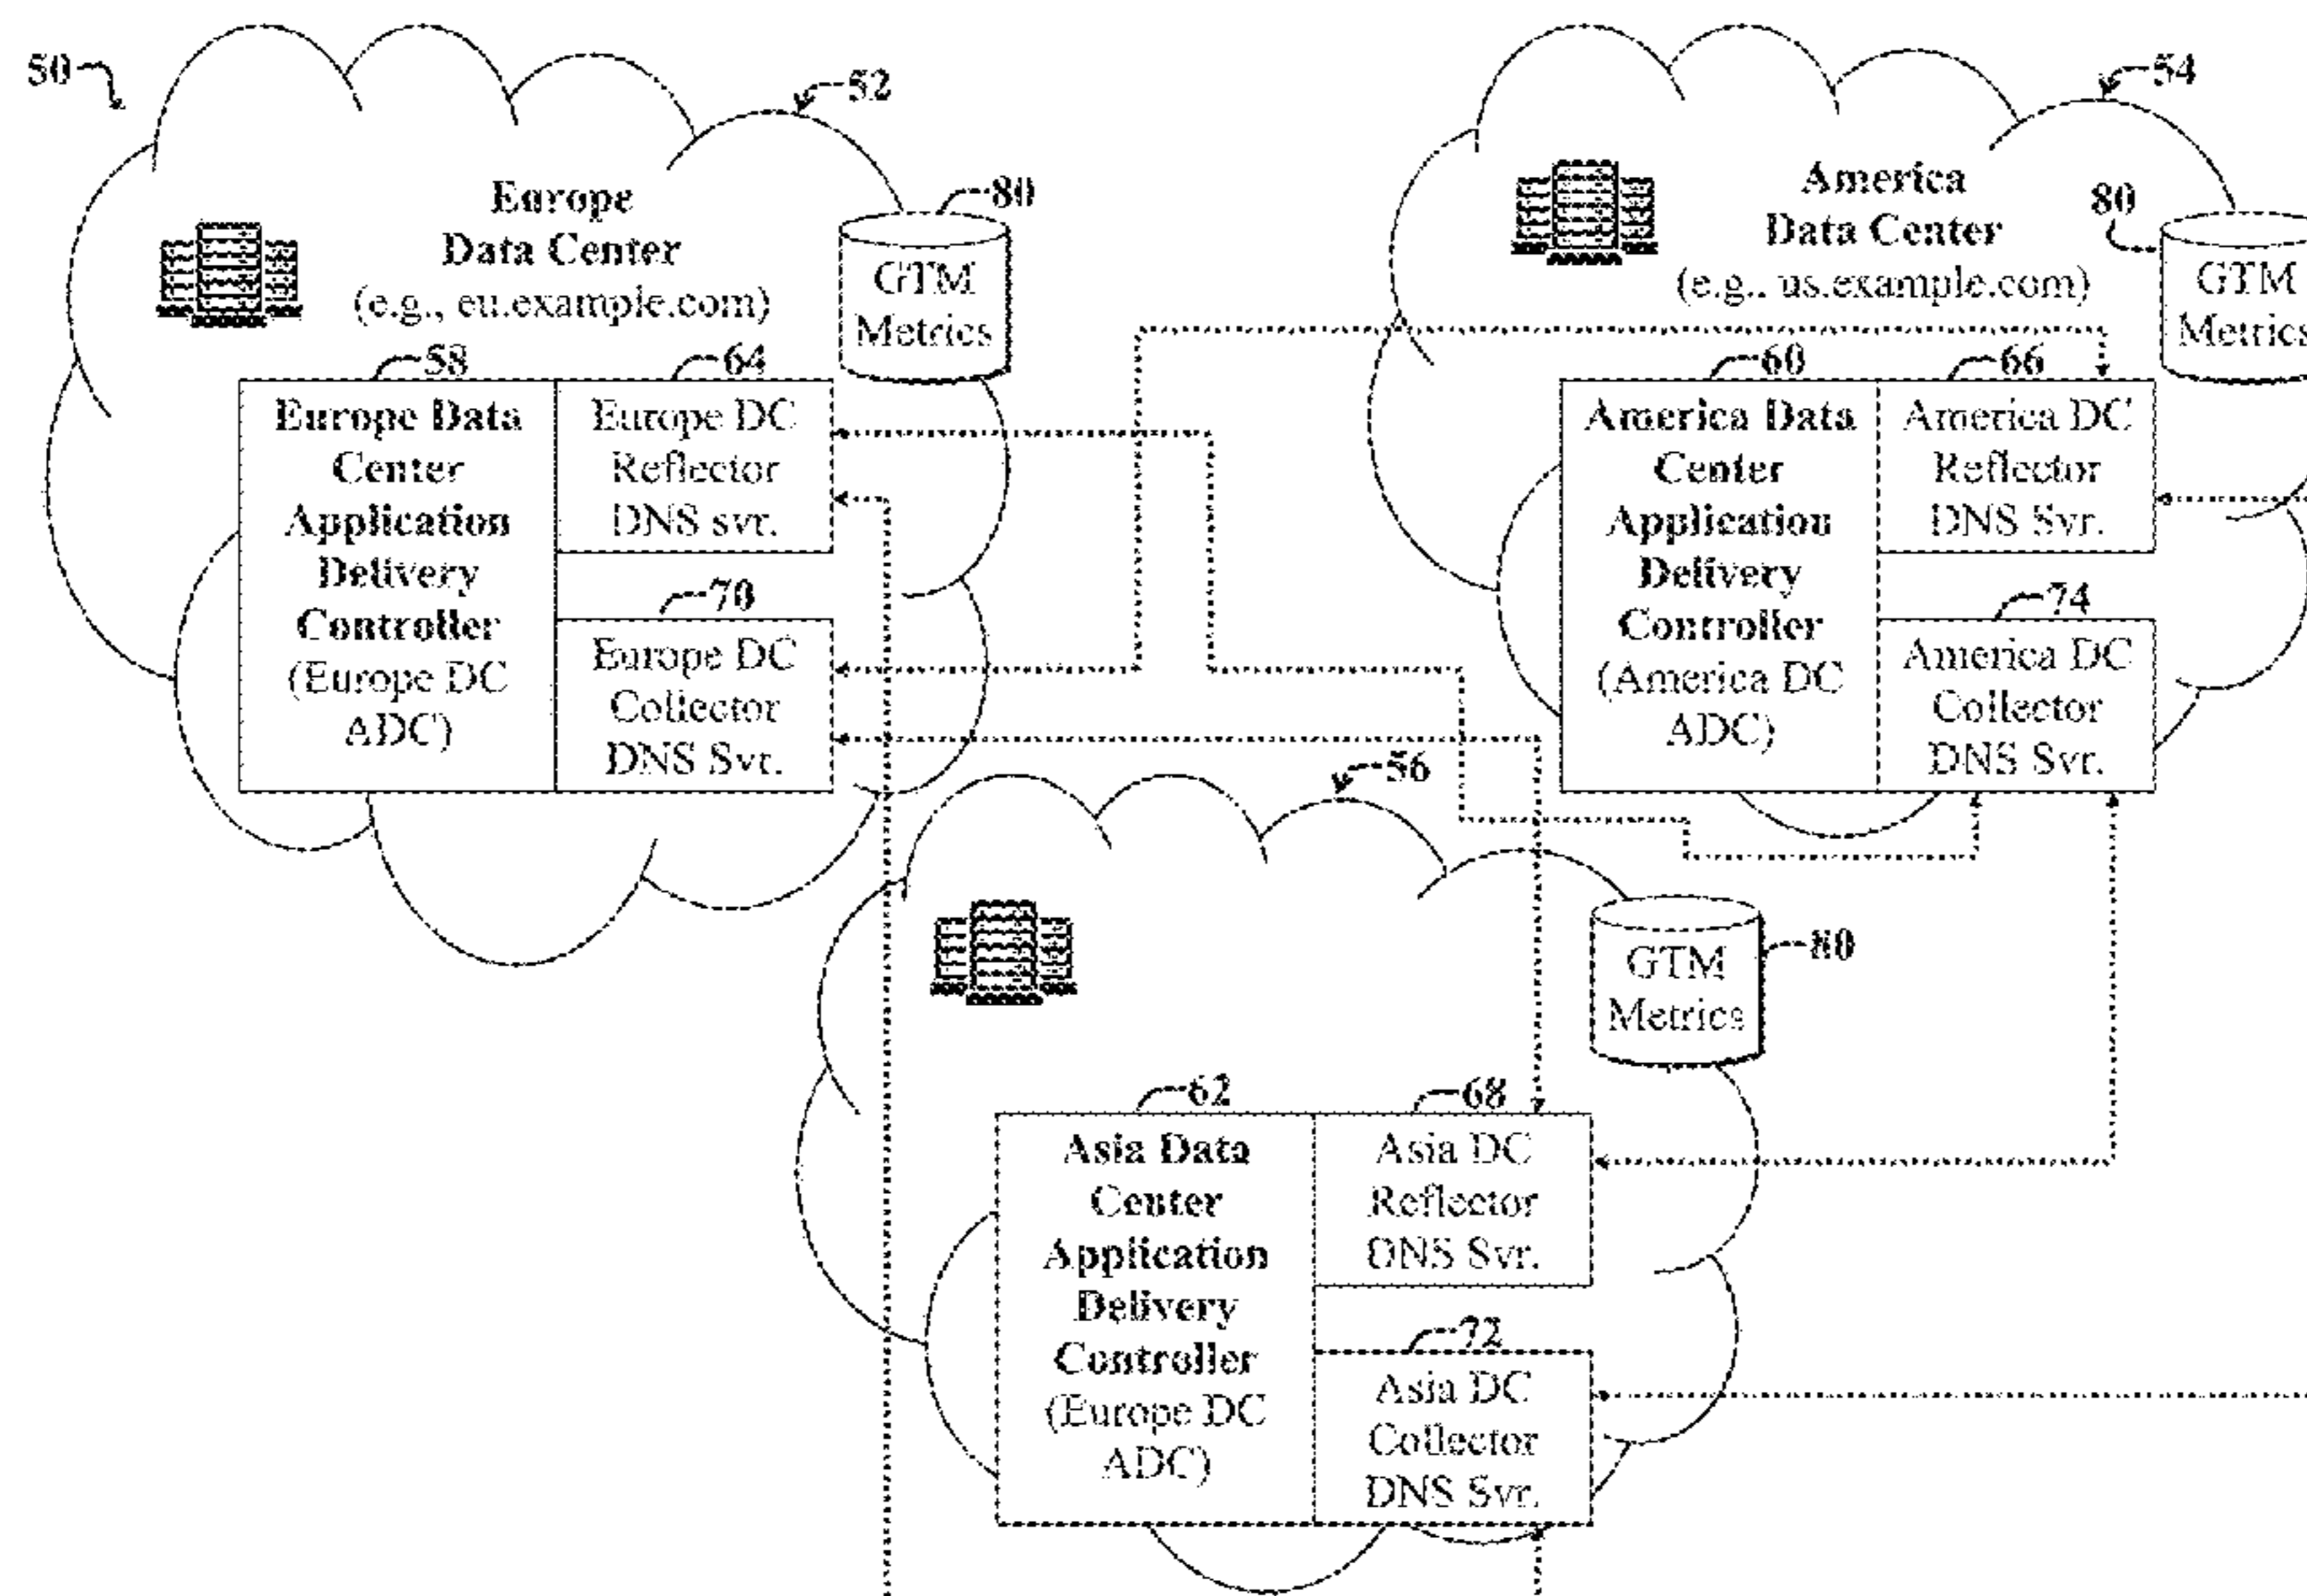 50
52
Europe
Data Center
(e.g., eu.example.com)
80
GTM
Metrics
58
Europe Data
Center
Application
Delivery
Controller
(Europe DC
ADC)
64
Europe DC
Reflector
DNS svr.
70
Europe DC
Collector
DNS Svr.
54
America
Data Center
(e.g., us.example.com)
80
GTM
Metrics
60
America Data
Center
Application
Delivery
Controller
(America DC
ADC)
66
America DC
Reflector
DNS Svr.
74
America DC
Collector
DNS Svr.
56
80
GTM
Metrics
62
Asia Data
Center
Application
Delivery
Controller
(Europe DC
ADC)
68
Asia DC
Reflector
DNS Svr.
72
Asia DC
Collector
DNS Svr.